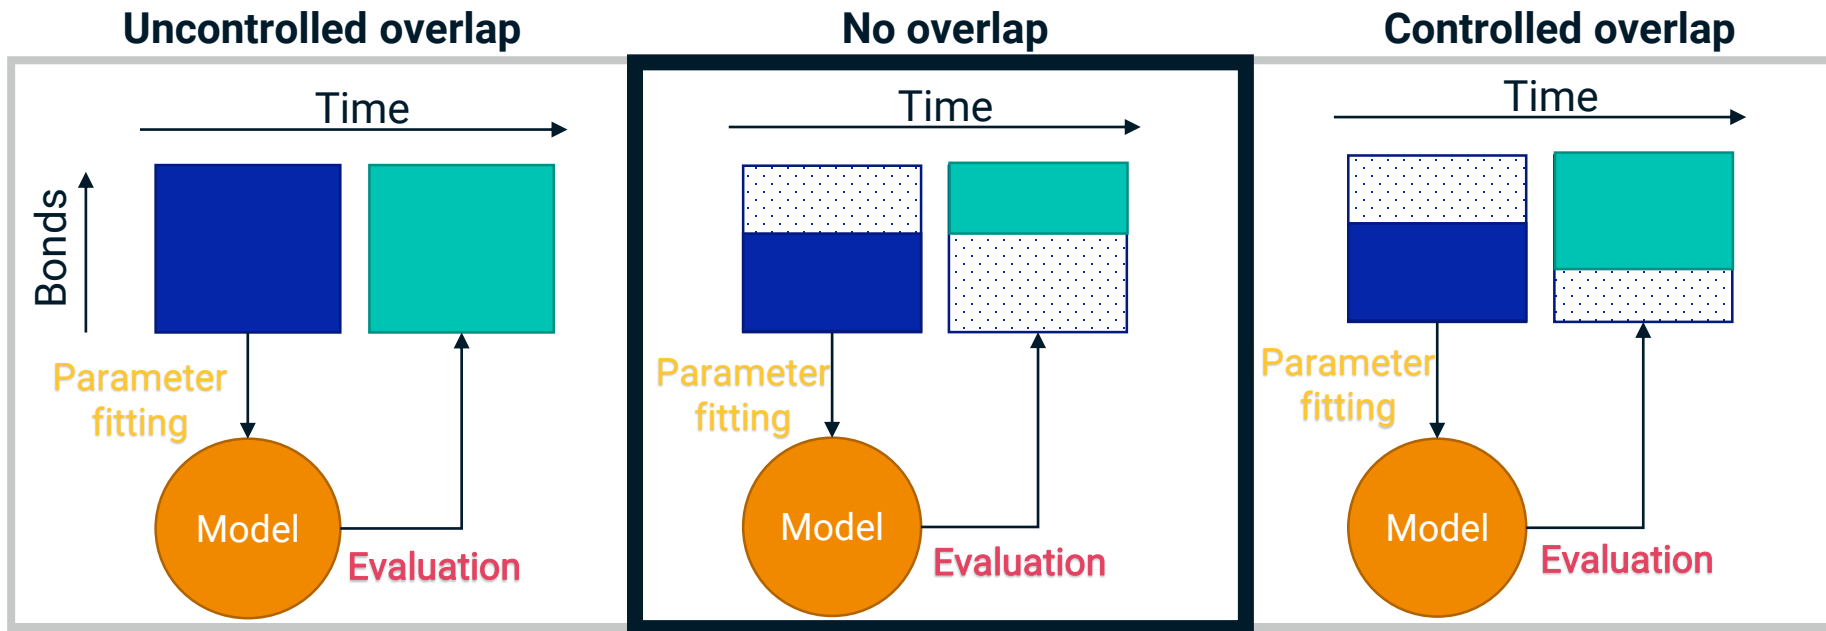 Uncontrolled overlap
No overlap
Controlled overlap
Time
Bonds
Parameter
fitting
Model
Evaluation
Time
Parameter
fitting
Model
Evaluation
Time
Parameter
fitting
Model
Evaluation